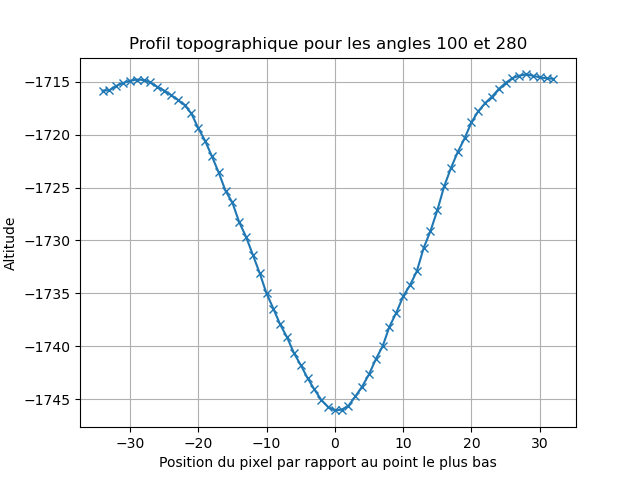 Profil topographique pour les angles 100 et 280
Altitude
−1715
−1720
−1725
−1730
−1735
−1740
−1745
−30 −20 −10 0 10 20 30
Position du pixel par rapport au point le plus bas